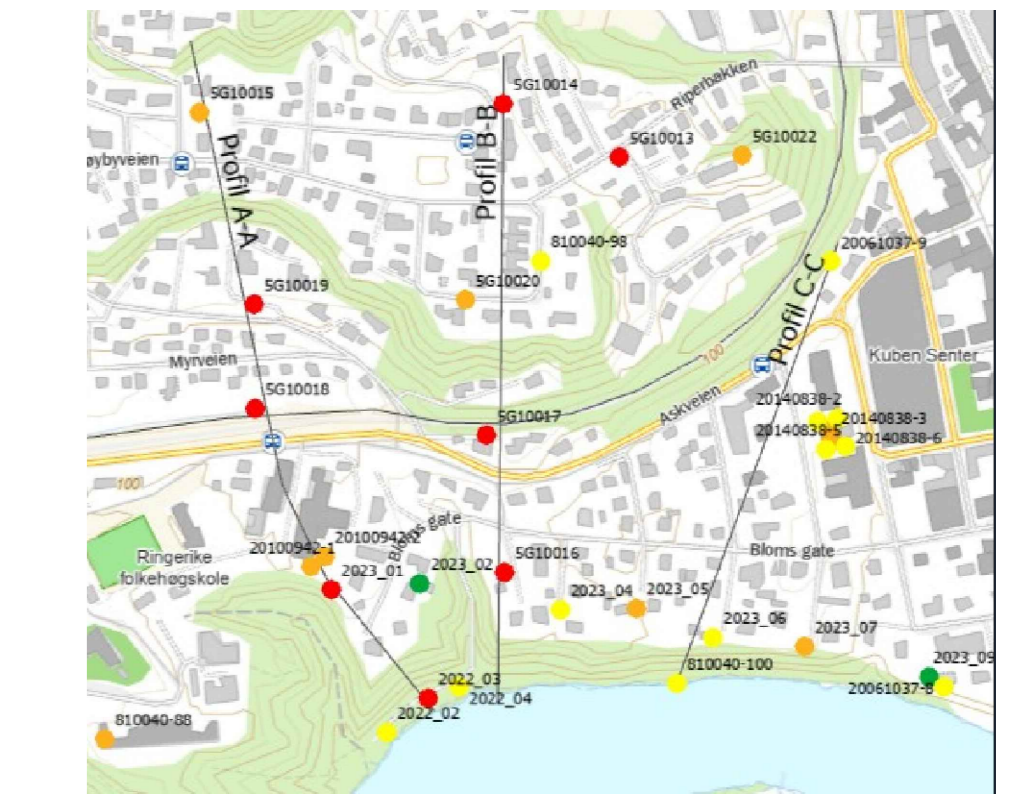 5G10014
Riperbakken
5G10015
5G10013
5G10022
Profil B-B
øybyveien
Profil A-A
810040-98
20061037-9
5G10020
5G10019
Profil C-C
Myrveien
100
Kuben Senter
5G10018
Askveien
20140838-2
5G10017
20140838-3
20140838-5
20140838-6
100
Bloms gate
20100942-1
Ringerike
folkehøgskole
2023_01
2023_02
5G10016
Bloms gate
2023_04
2023_05
2023_06
2023_07
2023_09
810040-100
2022_03
20061037-8
2022_04
2022_02
810040-88